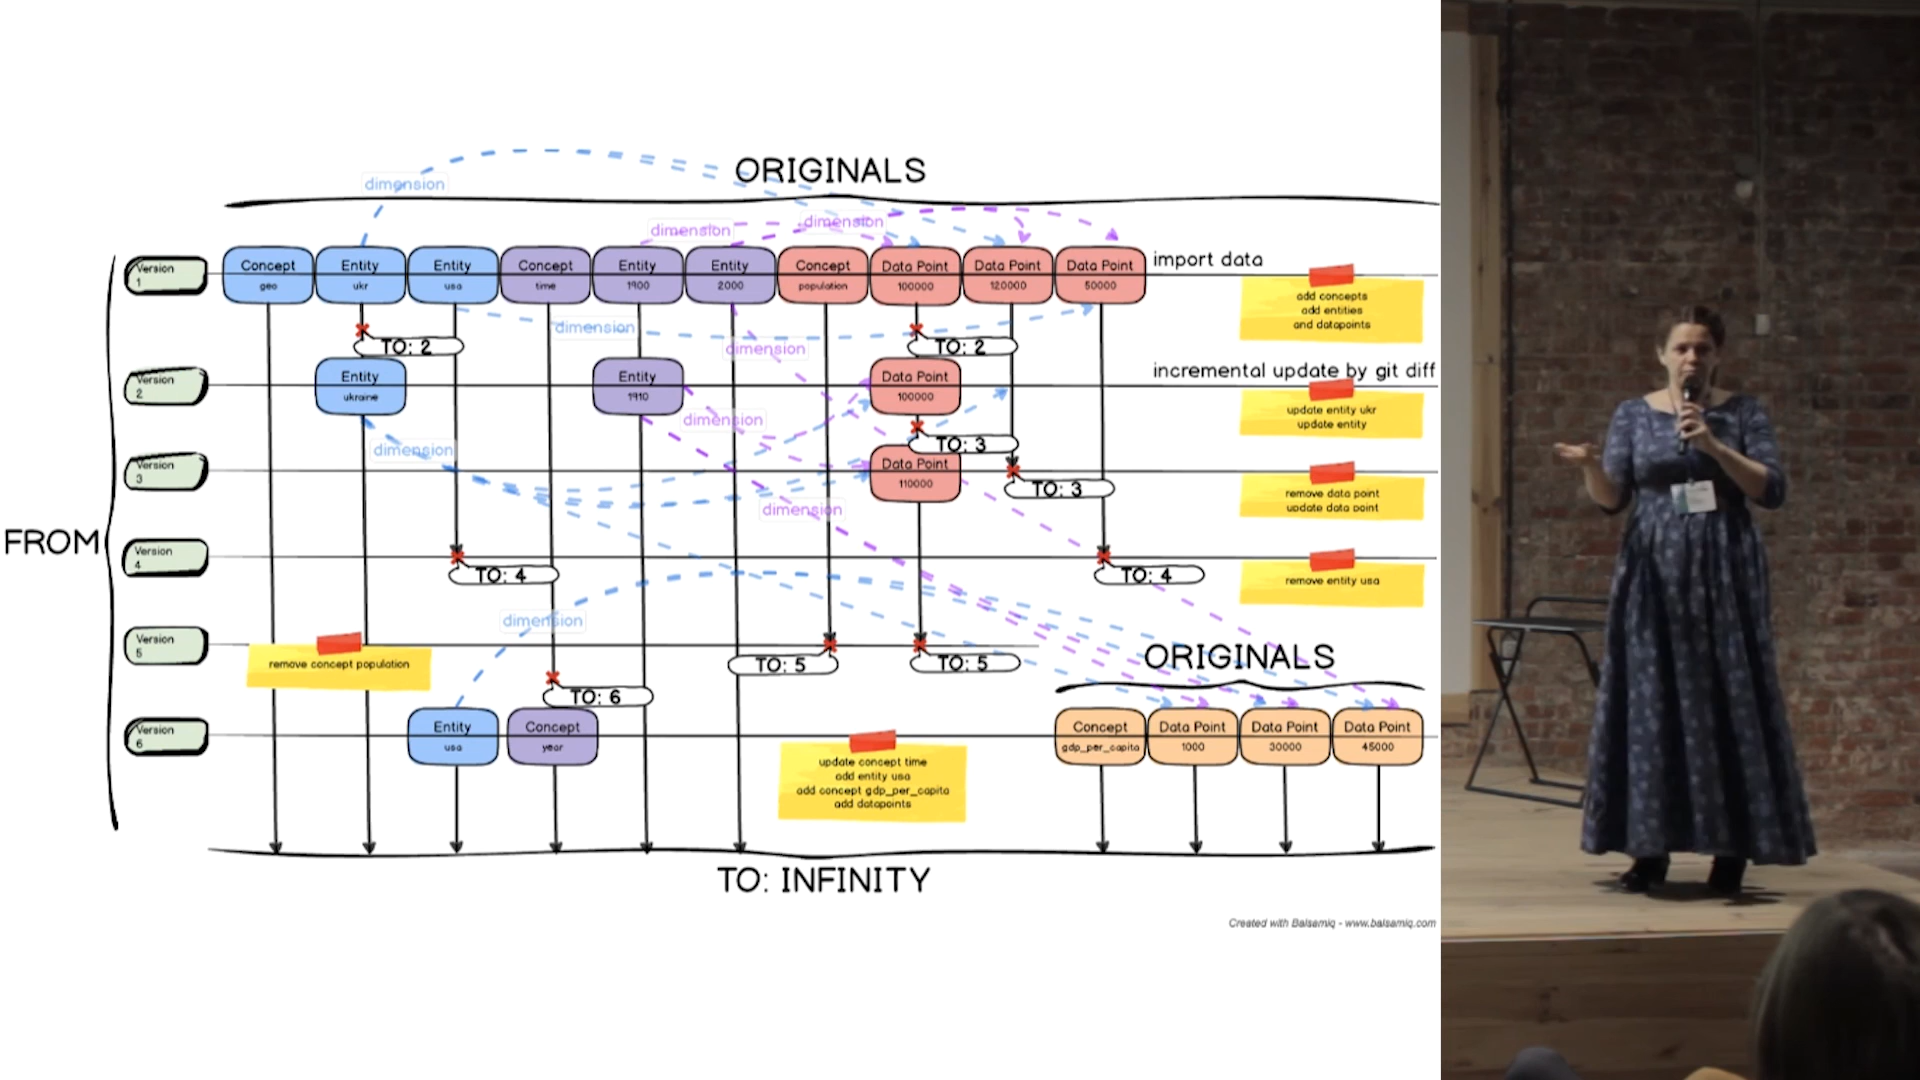 ORIGINALS
dimension
dimension
dimension
Version
1
Concept
geo
Entity
ukr
Entity
usa
Concept
time
Entity
1900
Entity
2000
Concept
population
Data Point
100000
Data Point
120000
Data Point
50000
import data
add concepts
add entities
and datapoints
dimension
dimension
TO: 2
TO: 2
Version
2
Entity
ukraine
Entity
1910
Data Point
100000
incremental update by git diff
update entity ukr
update entity
dimension
dimension
TO: 3
Version
3
Data Point
110000
TO: 3
remove data point
update data point
dimension
FROM
Version
4
TO: 4
TO: 4
remove entity usa
dimension
Version
5
remove concept population
TO: 5
TO: 5
ORIGINALS
TO: 6
Version
6
Entity
usa
Concept
year
update concept time
add entity usa
add concept gdp_per_capita
add datapoints
Concept
gdp_per_capita
Data Point
1000
Data Point
30000
Data Point
45000
TO: INFINITY
Created with Balsamiq - www.balsamiq.com